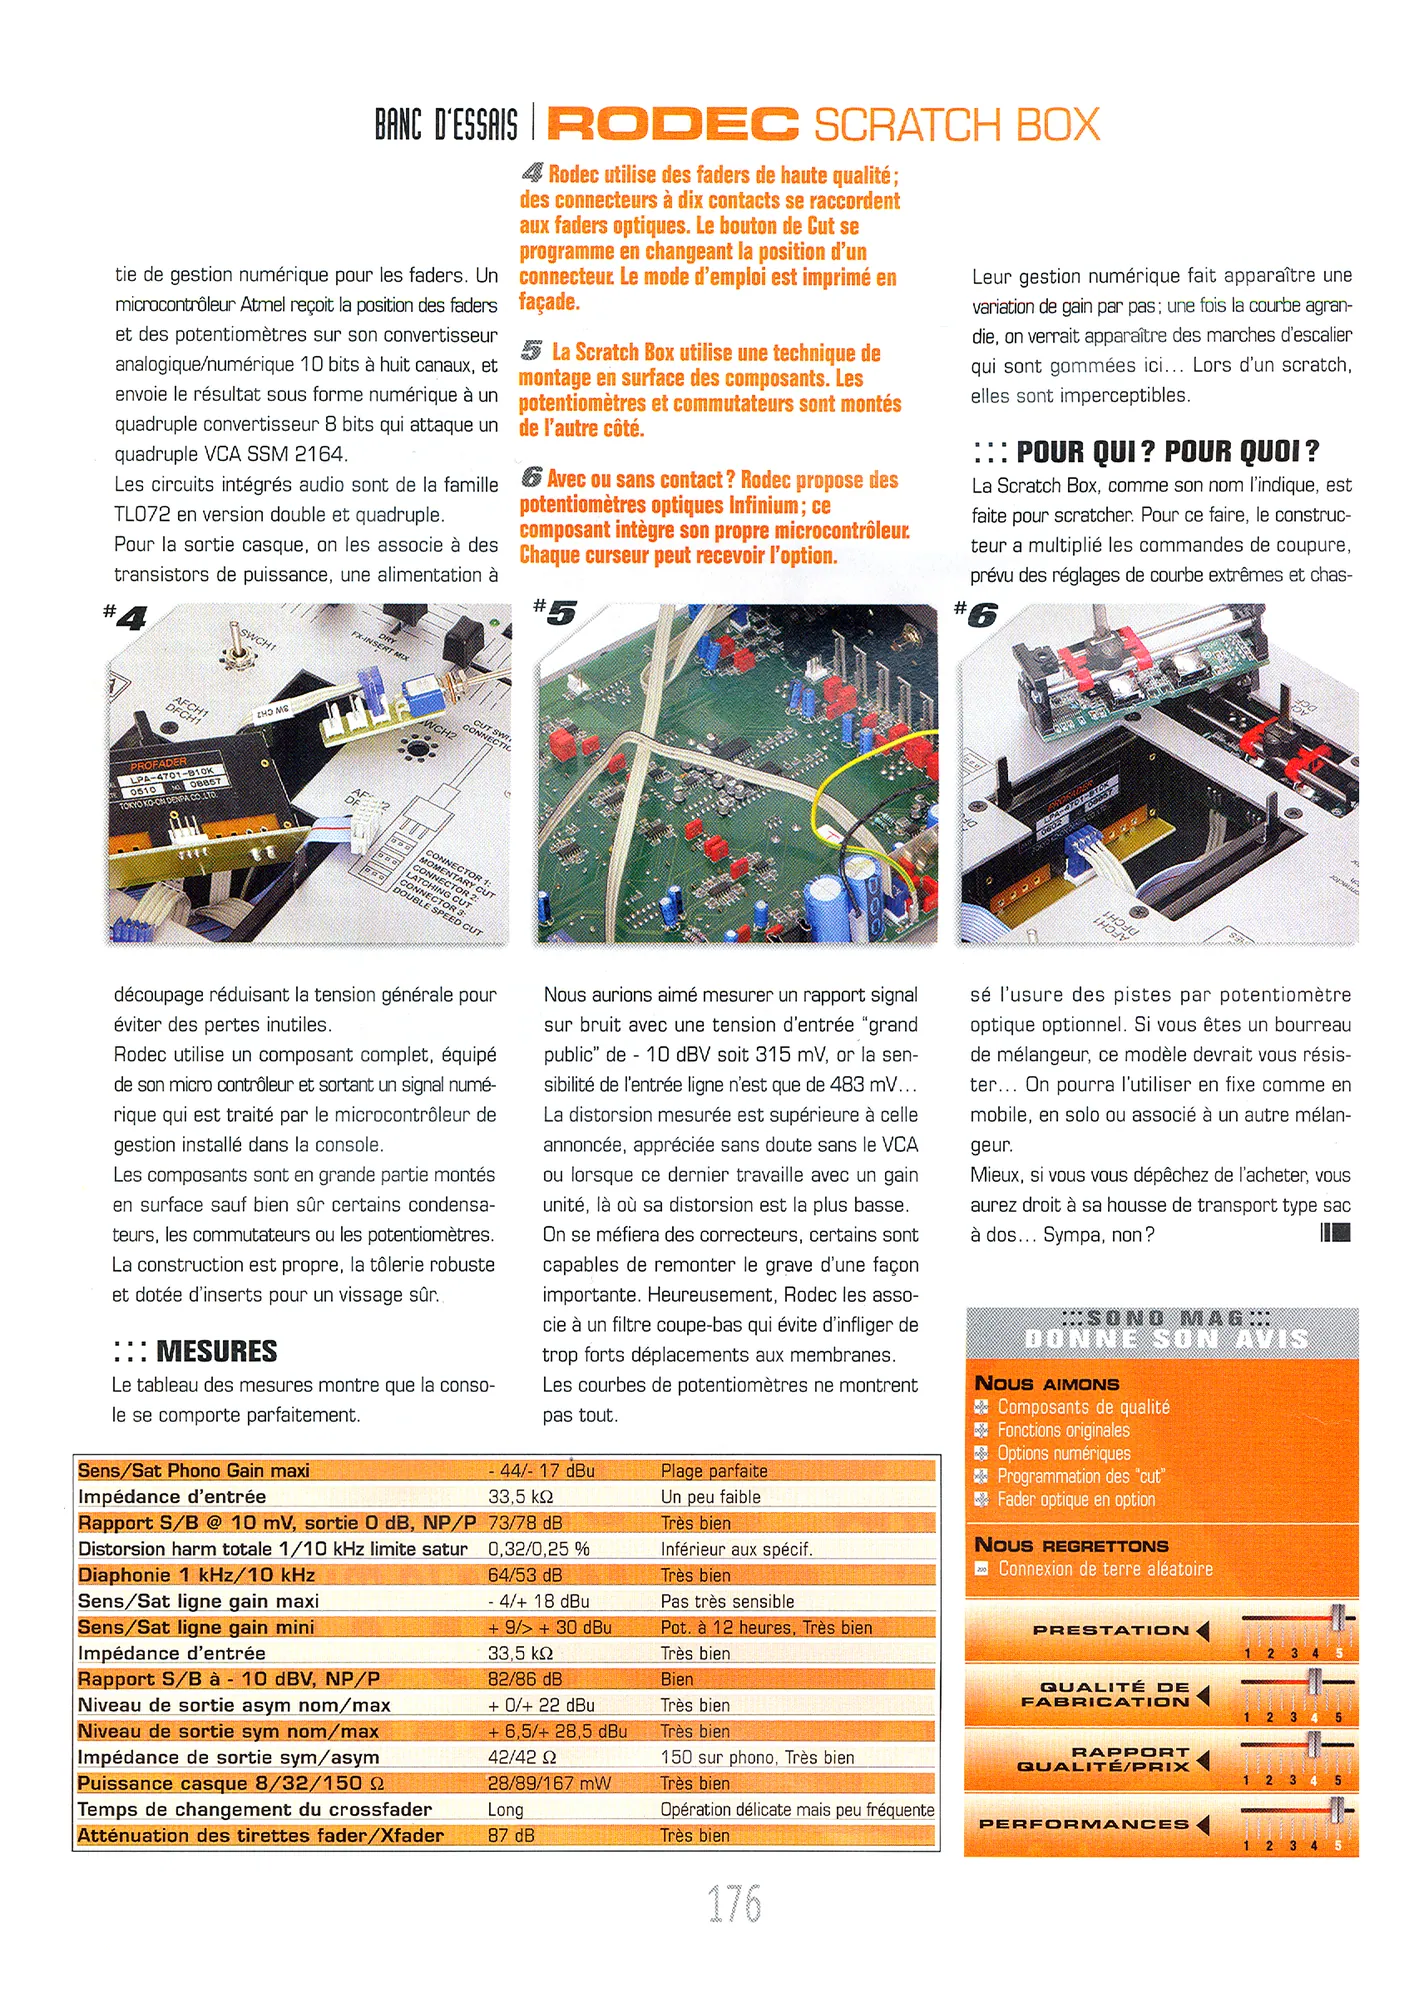 BANC D'ESSAIS | RODEC SCRATCH BOX
4 Rodec utilise des faders de haute qualité ;
des connecteurs à dix contacts se raccordent
aux faders optiques. Le bouton de Cut se
programme en changeant la position d'un
connecteur. Le mode d'emploi est imprimé en
façade.
5 La Scratch Box utilise une technique de
montage en surface des composants. Les
potentiomètres et commutateurs sont montés
de l'autre côté.
6 Avec ou sans contact ? Rodec propose des
potentiomètres optiques Infinium ; ce
composant intègre son propre microcontrôleur.
Chaque curseur peut recevoir l'option.
tie de gestion numérique pour les faders. Un
microcontrôleur Atmel reçoit la position des faders
et des potentiomètres sur son convertisseur
analogique/numérique 10 bits à huit canaux, et
envoie le résultat sous forme numérique à un
quadruple convertisseur 8 bits qui attaque un
quadruple VCA SSM 2164.
Les circuits intégrés audio sont de la famille
TL072 en version double et quadruple.
Pour la sortie casque, on les associe à des
transistors de puissance, une alimentation à
Leur gestion numérique fait apparaître une
variation de gain par pas ; une fois la courbe agran-
die, on verrait apparaître des marches d'escalier
qui sont gommées ici... Lors d'un scratch,
elles sont imperceptibles.
::: POUR QUI ? POUR QUOI ?
La Scratch Box, comme son nom l'indique, est
faite pour scratcher. Pour ce faire, le construc-
teur a multiplié les commandes de coupure,
prévu des réglages de courbe extrêmes et chas-
#4
SWCH1
DRY
FX-INSERT MIX
AFCH1
DFCH1
SW CH2
PROFADER
LPA-4701-B10K
0510 NO. 08857
TOKYO KO-ON DENPA CO.,LTD.
CONNECTOR 1:
MOMENTARY CUT
CONNECTOR 2:
LATCHING CUT
CONNECTOR 3:
DOUBLE SPEED CUT
#5
#6
PROFADER
LPA-4701-B10K
AFCH1
DFCH1
découpage réduisant la tension générale pour
éviter des pertes inutiles.
Rodec utilise un composant complet, équipé
de son micro contrôleur et sortant un signal numé-
rique qui est traité par le microcontrôleur de
gestion installé dans la console.
Les composants sont en grande partie montés
en surface sauf bien sûr certains condensa-
teurs, les commutateurs ou les potentiomètres.
La construction est propre, la tôlerie robuste
et dotée d'inserts pour un vissage sûr.
::: MESURES
Le tableau des mesures montre que la conso-
le se comporte parfaitement.
Nous aurions aimé mesurer un rapport signal
sur bruit avec une tension d'entrée "grand
public" de - 10 dBV soit 315 mV, or la sen-
sibilité de l'entrée ligne n'est que de 483 mV...
La distorsion mesurée est supérieure à celle
annoncée, appréciée sans doute sans le VCA
ou lorsque ce dernier travaille avec un gain
unité, là où sa distorsion est la plus basse.
On se méfiera des correcteurs, certains sont
capables de remonter le grave d'une façon
importante. Heureusement, Rodec les asso-
cie à un filtre coupe-bas qui évite d'infliger de
trop forts déplacements aux membranes.
Les courbes de potentiomètres ne montrent
pas tout.
sé l'usure des pistes par potentiomètre
optique optionnel. Si vous êtes un bourreau
de mélangeur, ce modèle devrait vous résis-
ter... On pourra l'utiliser en fixe comme en
mobile, en solo ou associé à un autre mélan-
geur.
Mieux, si vous vous dépêchez de l'acheter, vous
aurez droit à sa housse de transport type sac
à dos... Sympa, non ?
Sens/Sat Phono Gain maxi - 44/- 17 dBu Plage parfaite
Impédance d'entrée 33,5 kΩ Un peu faible
Rapport S/B @ 10 mV, sortie 0 dB, NP/P 73/78 dB Très bien
Distorsion harm totale 1/10 kHz limite satur 0,32/0,25 % Inférieur aux spécif.
Diaphonie 1 kHz/10 kHz 64/53 dB Très bien
Sens/Sat ligne gain maxi - 4/+ 18 dBu Pas très sensible
Sens/Sat ligne gain mini + 9/> + 30 dBu Pot. à 12 heures, Très bien
Impédance d'entrée 33,5 kΩ Très bien
Rapport S/B à - 10 dBV, NP/P 82/86 dB Bien
Niveau de sortie asym nom/max + 0/+ 22 dBu Très bien
Niveau de sortie sym nom/max + 6,5/+ 28,5 dBu Très bien
Impédance de sortie sym/asym 42/42 Ω 150 sur phono, Très bien
Puissance casque 8/32/150 Ω 28/89/167 mW Très bien
Temps de changement du crossfader Long Opération délicate mais peu fréquente
Atténuation des tirettes fader/Xfader 87 dB Très bien
:::SONO MAG:::
DONNE SON AVIS
NOUS AIMONS
Composants de qualité
Fonctions originales
Options numériques
Programmation des "cut"
Fader optique en option
NOUS REGRETTONS
Connexion de terre aléatoire
PRESTATION
1 2 3 4 5
QUALITÉ DE
FABRICATION
1 2 3 4 5
RAPPORT
QUALITÉ/PRIX
1 2 3 4 5
PERFORMANCES
1 2 3 4 5
176